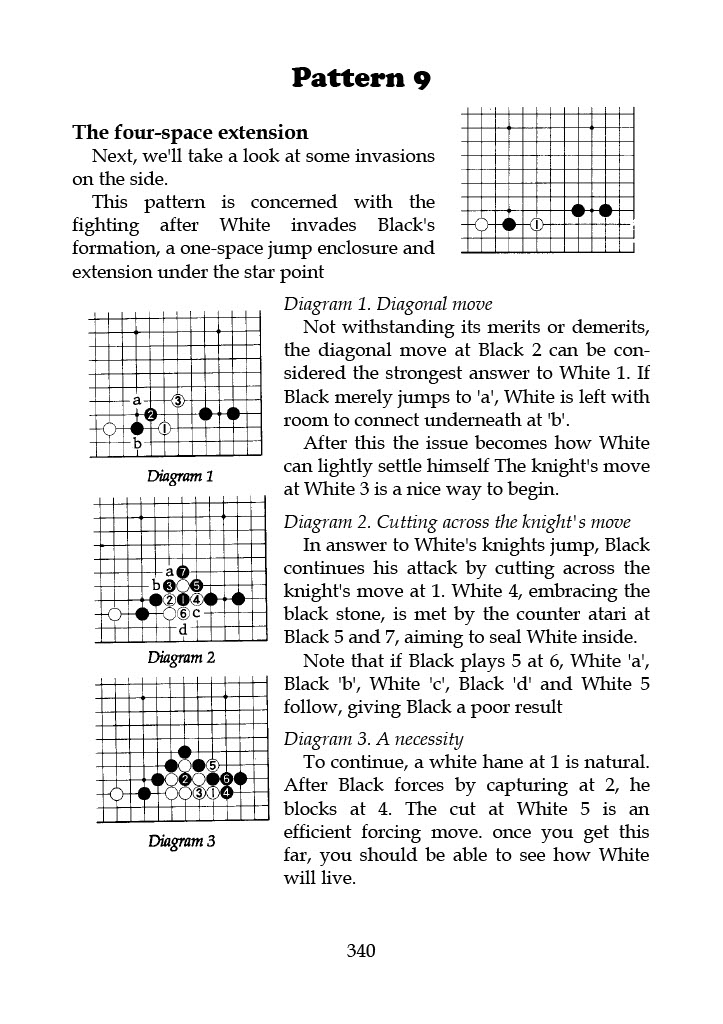 Pattern 9
The four-space extension
Next, we'll take a look at some invasions
on the side.
This pattern is concerned with the
fighting after White invades Black's
formation, a one-space jump enclosure and
extension under the star point
1
Diagram 1. Diagonal move
Not withstanding its merits or demerits,
the diagonal move at Black 2 can be con-
sidered the strongest answer to White 1. If
Black merely jumps to 'a', White is left with
room to connect underneath at 'b'.
After this the issue becomes how White
can lightly settle himself The knight's move
at White 3 is a nice way to begin.
a 3
2
1
b
Diagram 1
Diagram 2. Cutting across the knight's move
In answer to White's knights jump, Black
continues his attack by cutting across the
knight's move at 1. White 4, embracing the
black stone, is met by the counter atari at
Black 5 and 7, aiming to seal White inside.
Note that if Black plays 5 at 6, White 'a',
Black 'b', White 'c', Black 'd' and White 5
follow, giving Black a poor result
a 7
b 3 5
2 1 4
6 c
d
Diagram 2
Diagram 3. A necessity
To continue, a white hane at 1 is natural.
After Black forces by capturing at 2, he
blocks at 4. The cut at White 5 is an
efficient forcing move. once you get this
far, you should be able to see how White
will live.
5
2 6
3 1 4
Diagram 3
340